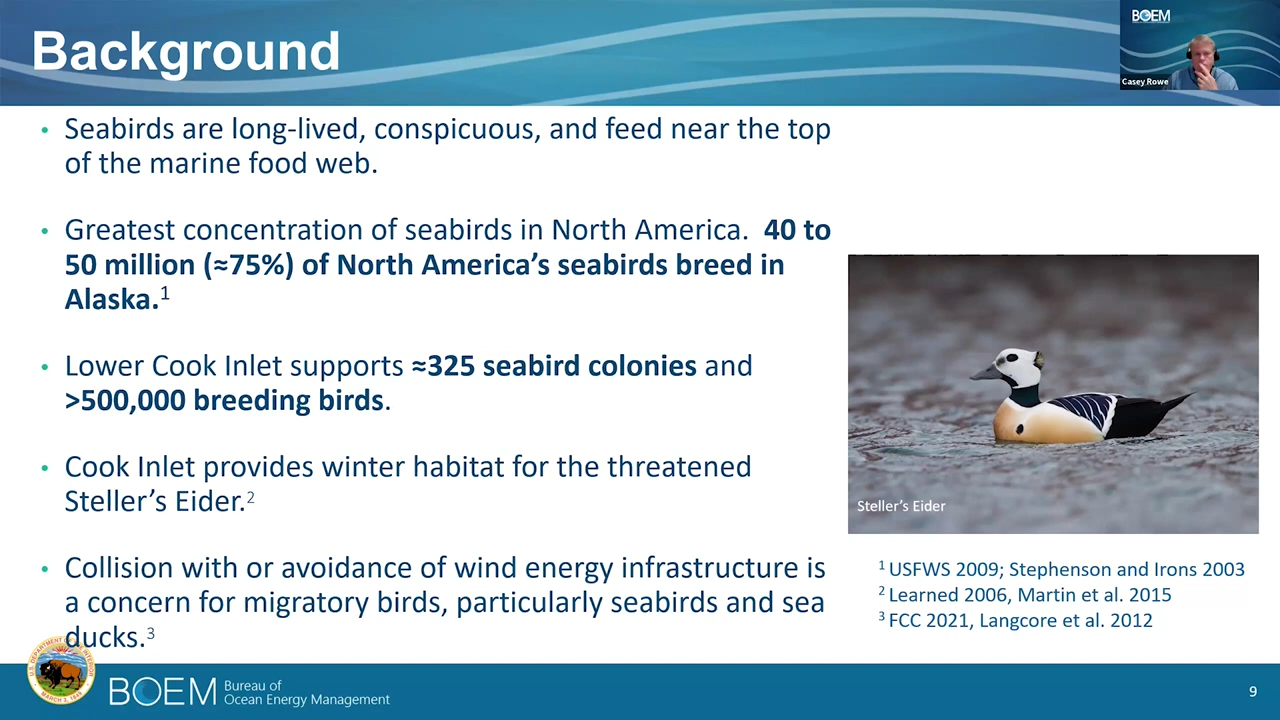 Background
BOEM
Casey Rowe
• Seabirds are long-lived, conspicuous, and feed near the top
of the marine food web.
• Greatest concentration of seabirds in North America. 40 to
50 million (≈75%) of North America's seabirds breed in
Alaska.1
• Lower Cook Inlet supports ≈325 seabird colonies and
>500,000 breeding birds.
• Cook Inlet provides winter habitat for the threatened
Steller's Eider.2
• Collision with or avoidance of wind energy infrastructure is
a concern for migratory birds, particularly seabirds and sea
ducks.3
Steller's Eider
1 USFWS 2009; Stephenson and Irons 2003
2 Learned 2006, Martin et al. 2015
3 FCC 2021, Langcore et al. 2012
MARCH 3, 1849
BOEM
Bureau of
Ocean Energy Management
9